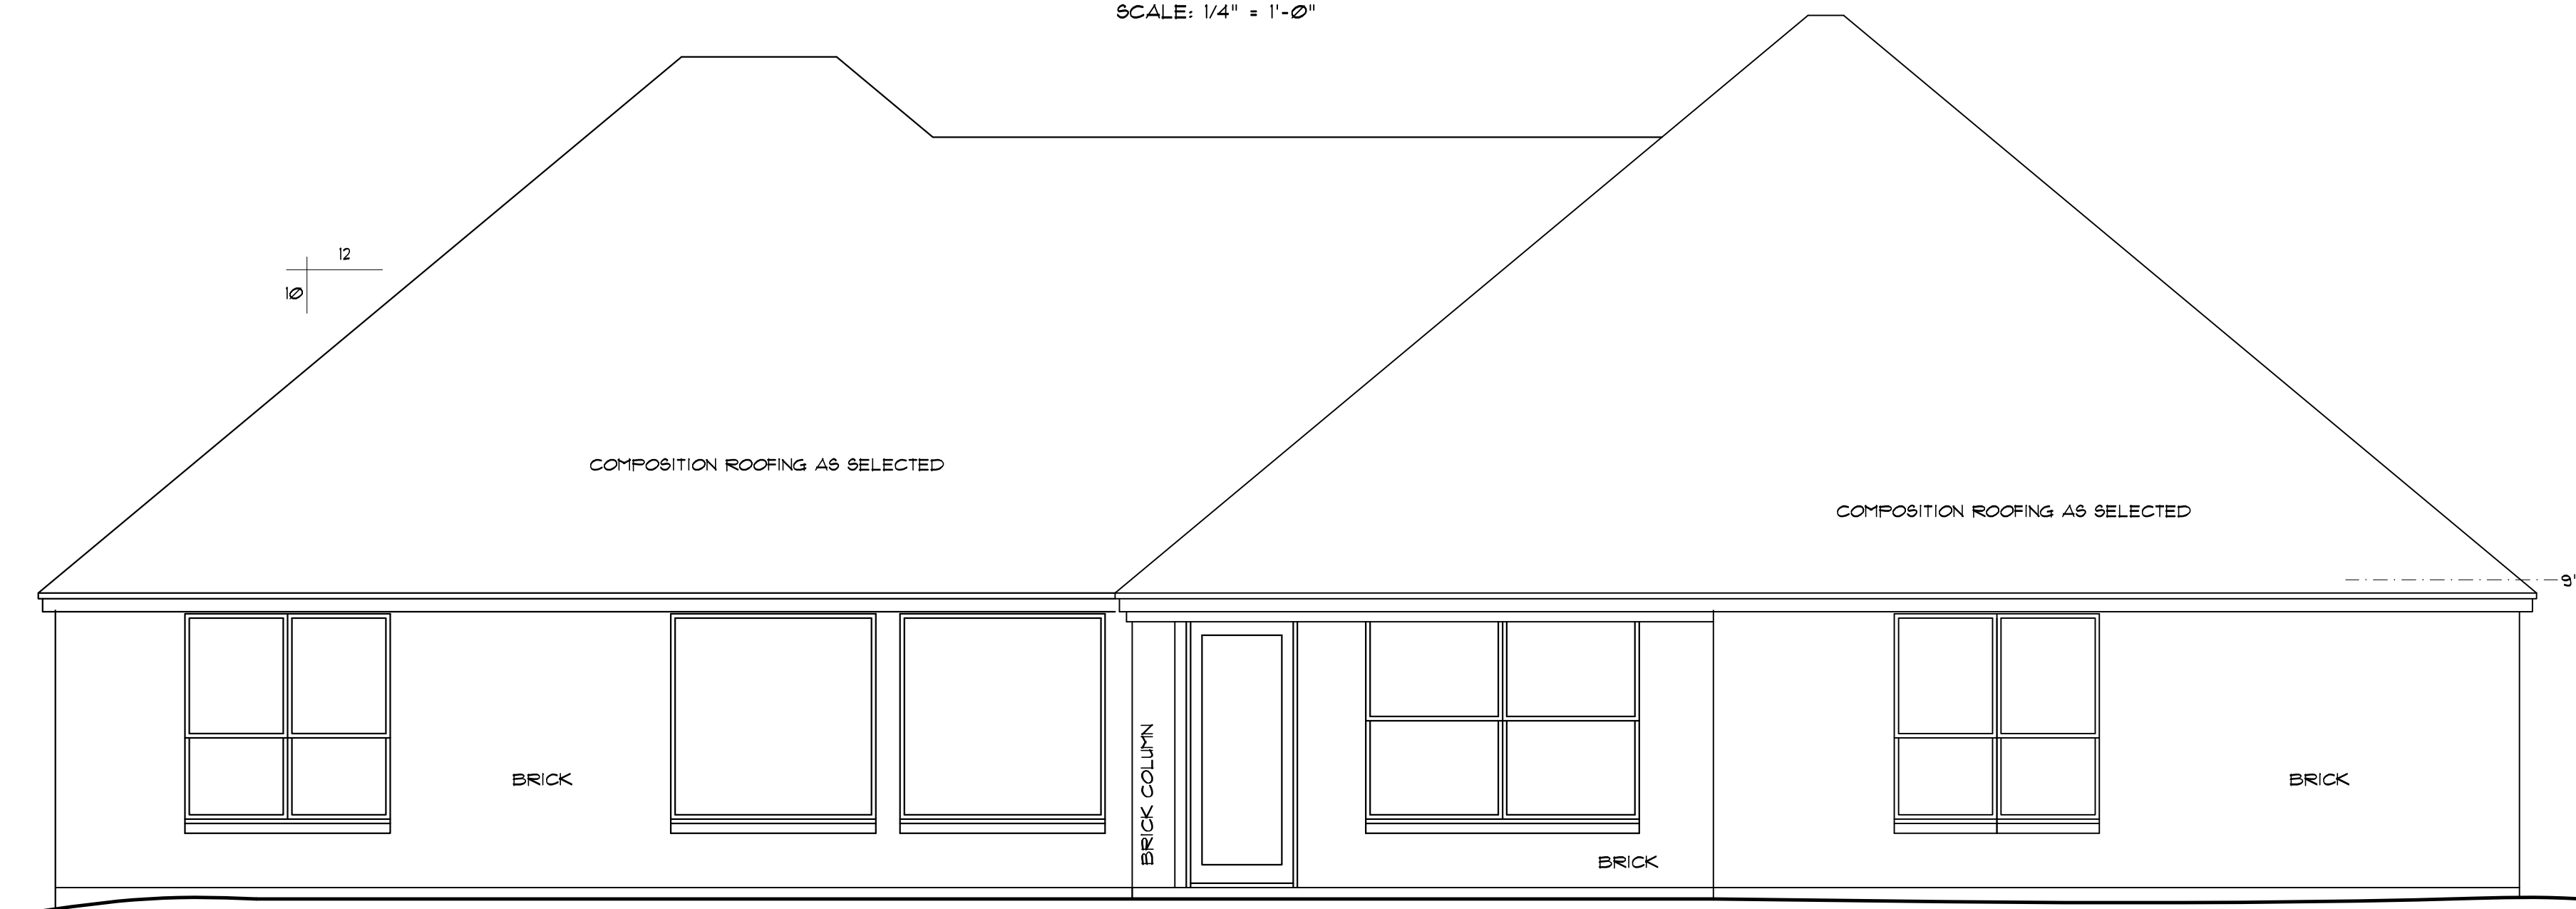 SCALE: 1/4" = 1'-0"
12
10
COMPOSITION ROOFING AS SELECTED
COMPOSITION ROOFING AS SELECTED
9'
BRICK COLUMN
BRICK
BRICK
BRICK